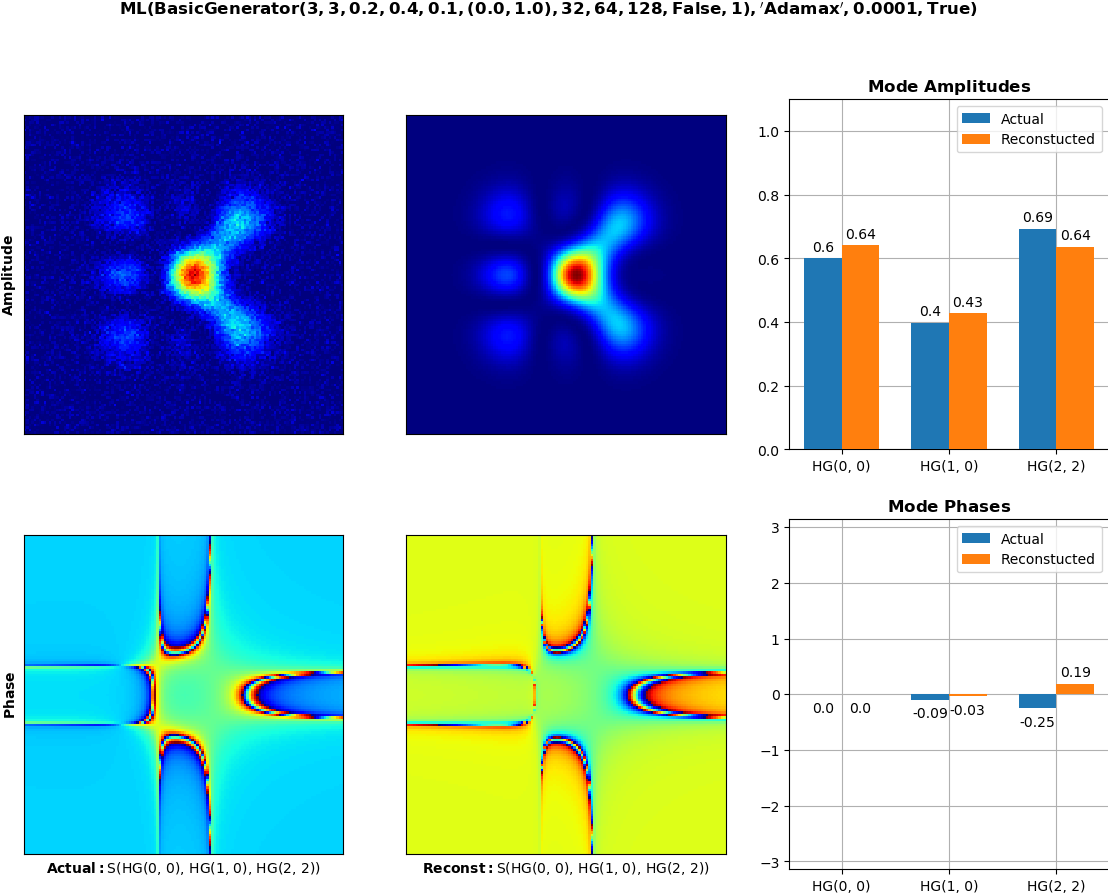 ML(BasicGenerator(3, 3, 0.2, 0.4, 0.1, (0.0, 1.0), 32, 64, 128, False, 1), 'Adamax', 0.0001, True)
Amplitude
Mode Amplitudes
Actual
Reconstucted
1.0
0.8
0.6
0.4
0.2
0.0
0.6
0.64
0.4
0.43
0.69
0.64
HG(0, 0)
HG(1, 0)
HG(2, 2)
Phase
Actual: S(HG(0, 0), HG(1, 0), HG(2, 2))
Reconst: S(HG(0, 0), HG(1, 0), HG(2, 2))
Mode Phases
Actual
Reconstucted
3
2
1
0
−1
−2
−3
0.0
0.0
-0.09
-0.03
-0.25
0.19
HG(0, 0)
HG(1, 0)
HG(2, 2)